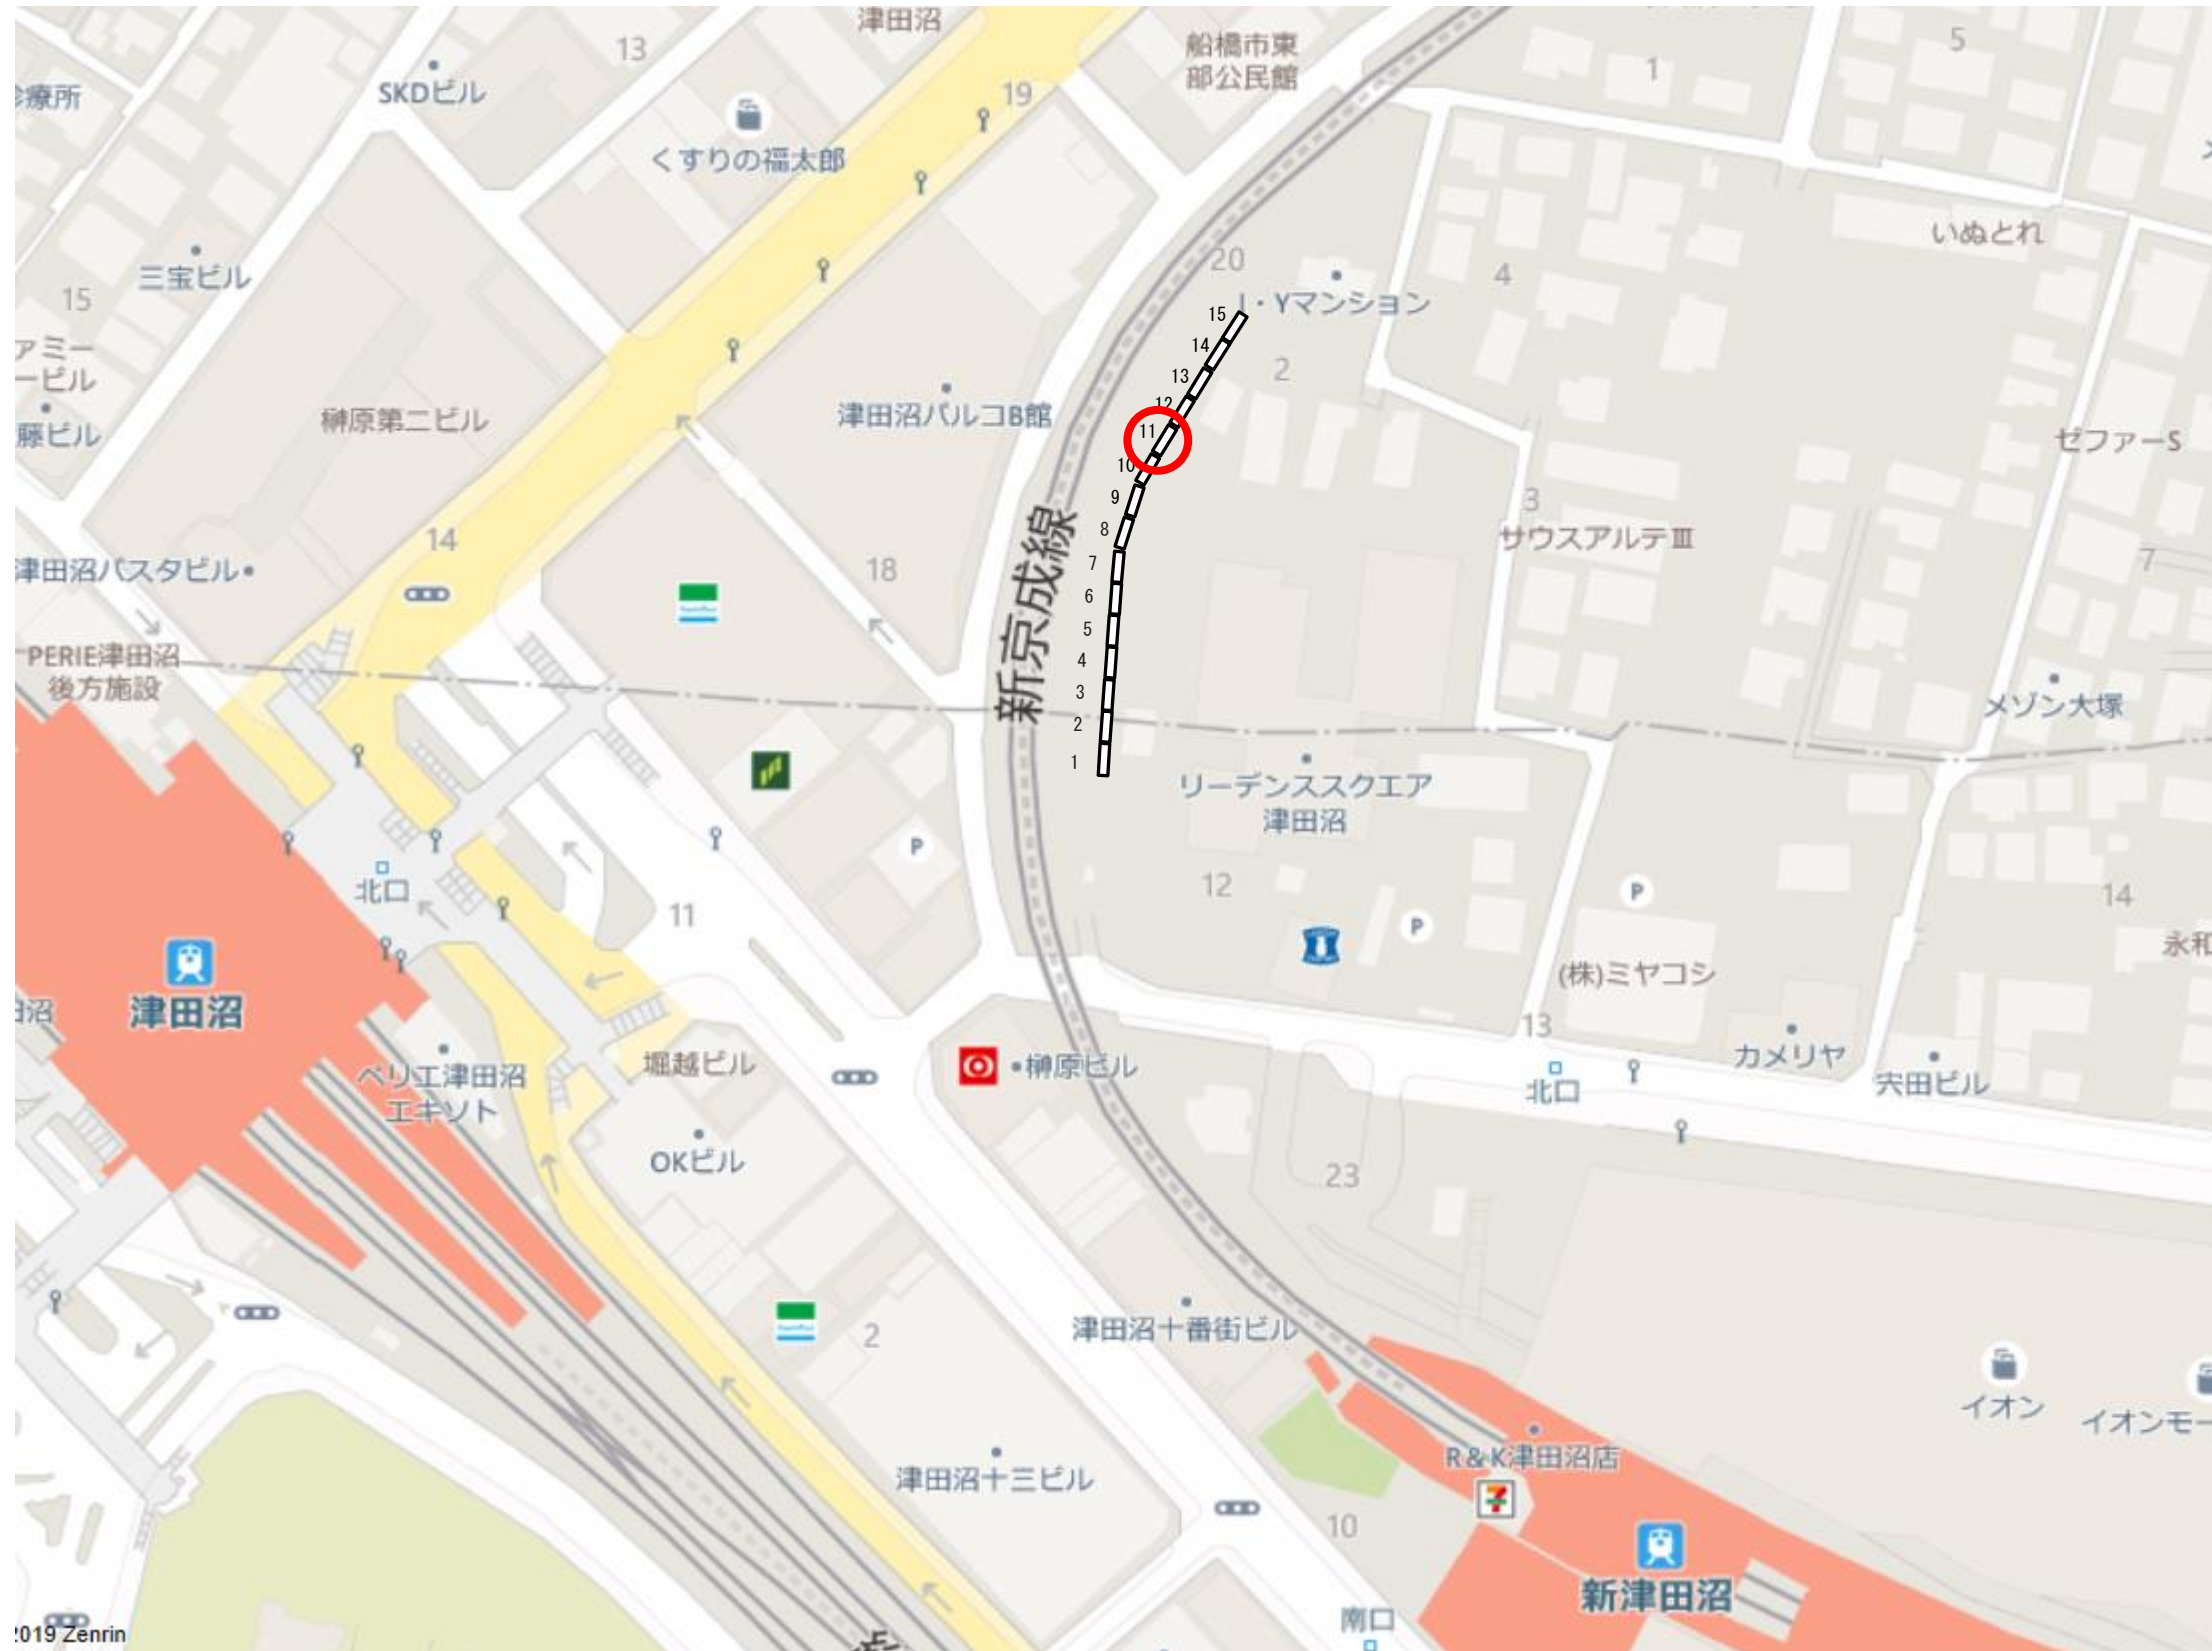 津田沼
13
船橋市東
部公民館
5
1
SKDビル
療所
19
くすりの福太郎
いぬとれ
三宝ビル
20
4
15
I・Yマンション
15
14
2
13
12
11
10
9
8
7
6
5
4
3
2
1
ァミー
ービル
藤ビル
榊原第二ビル
津田沼パルコB館
ゼファーS
3
サウスアルテⅢ
新京成線
14
津田沼パスタビル
18
7
PERIE津田沼
後方施設
メゾン大塚
リーデンススクエア
津田沼
P
12
北口
11
P
P
14
永和
(株)ミヤコシ
津田沼
沼
13
カメリヤ
宍田ビル
北口
ペリエ津田沼
エキソト
堀越ビル
榊原ビル
OKビル
23
津田沼十番街ビル
2
イオン
イオンモー
R&K津田沼店
津田沼十三ビル
7
10
新津田沼
南口
2019 Zenrin